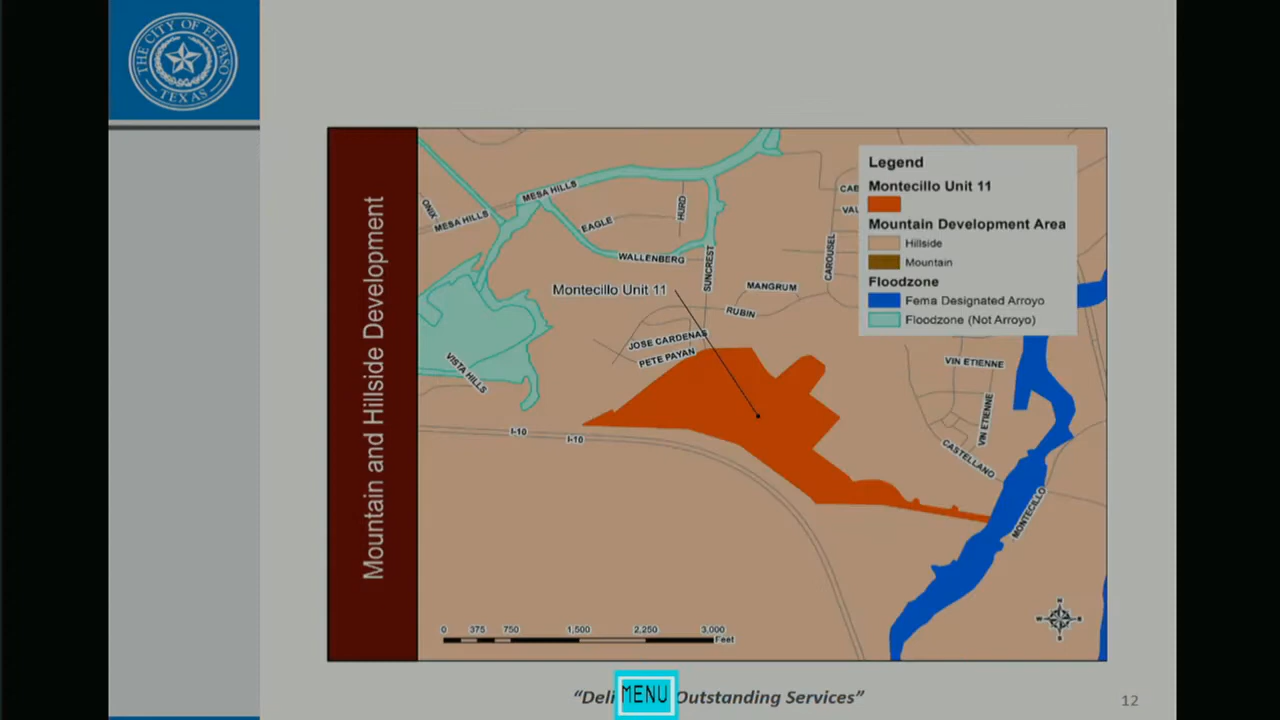 THE CITY OF EL PASO
TEXAS
Mountain and Hillside Development
Legend
Montecillo Unit 11
Mountain Development Area
Hillside
Mountain
Floodzone
Fema Designated Arroyo
Floodzone (Not Arroyo)
ONIX
MESA HILLS
MESA HILLS
EAGLE
HURD
WALLENBERG
SUNCREST
CAROUSEL
CAB
VAL
Montecillo Unit 11
MANGRUM
RUBIN
JOSE CARDENAS
PETE PAYAN
VISTA HILLS
VIN ETIENNE
VIN ETIENNE
CASTELLANO
I-10
I-10
MONTECILLO
N
W E
S
0 375 750 1,500 2,250 3,000
Feet
“Deli MENU Outstanding Services”
12